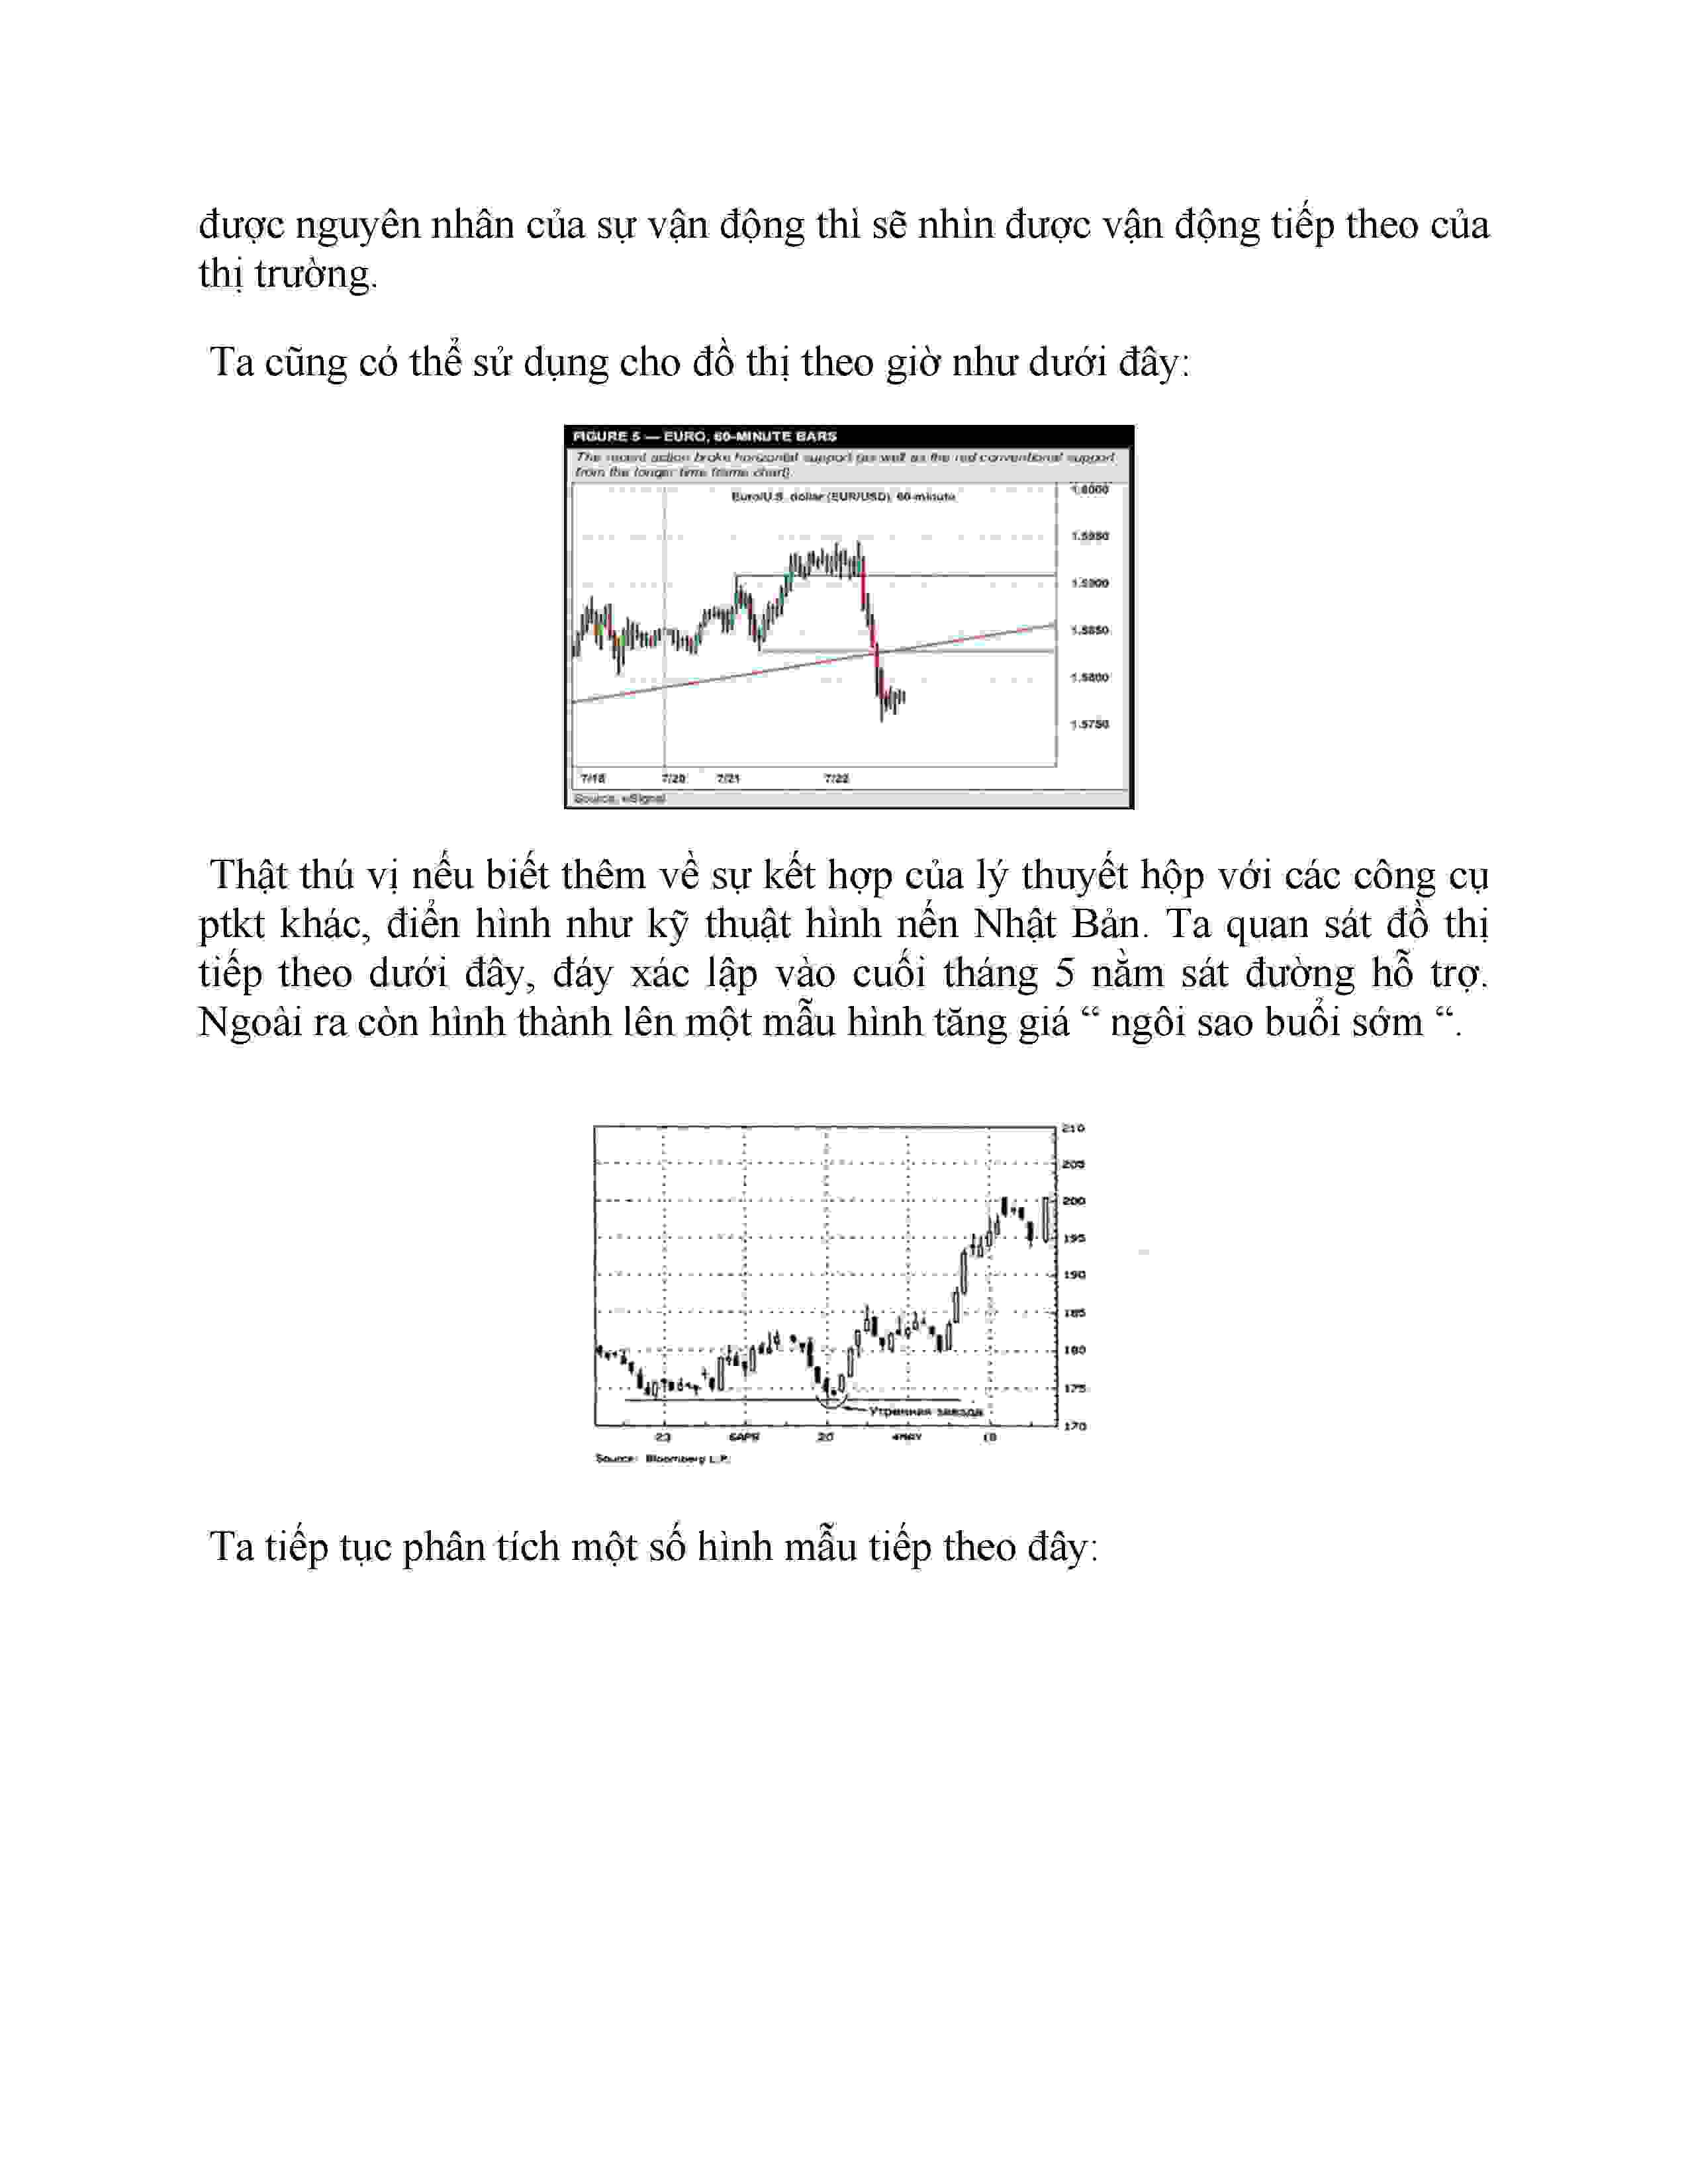 được nguyên nhân của sự vận động thì sẽ nhìn được vận động tiếp theo của
thị trường.
Ta cũng có thể sử dụng cho đồ thị theo giờ như dưới đây:
FIGURE 5 — EURO, 60-MINUTE BARS
The recent action broke horizontal support (as well as the red conventional support
from the longer time frame chart).
Euro/U.S. dollar (EUR/USD), 60-minute
1.6000
1.5950
1.5900
1.5850
1.5800
1.5750
7/18 7/20 7/21 7/22
Source: eSignal
Thật thú vị nếu biết thêm về sự kết hợp của lý thuyết hộp với các công cụ
ptkt khác, điển hình như kỹ thuật hình nến Nhật Bản. Ta quan sát đồ thị
tiếp theo dưới đây, đáy xác lập vào cuối tháng 5 nằm sát đường hỗ trợ.
Ngoài ra còn hình thành lên một mẫu hình tăng giá “ ngôi sao buổi sớm “.
210
205
200
195
190
185
180
175
Утренняя звезда
170
23 6APR 20 4MAY 18
Source: Bloomberg L.P.
Ta tiếp tục phân tích một số hình mẫu tiếp theo đây: